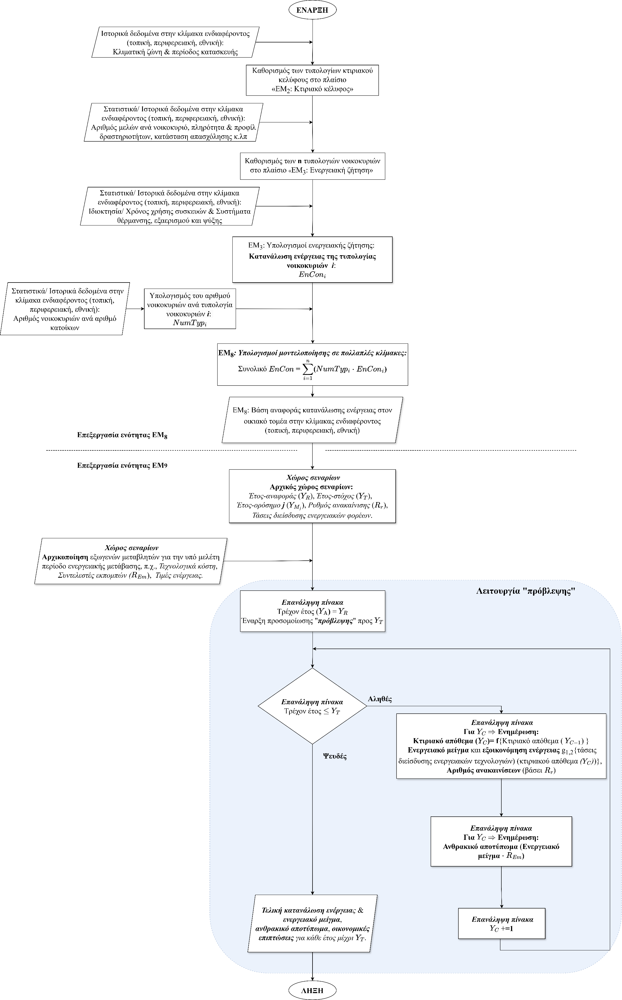 ΕΝΑΡΞΗ
Ιστορικά δεδομένα στην κλίμακα ενδιαφέροντος
(τοπική, περιφερειακή, εθνική):
Κλιματική ζώνη & περίοδος κατασκευής
Καθορισμός των τυπολογίων κτιριακού
κελύφους στο πλαίσιο
«ΕΜ₂: Κτιριακό κέλυφος»
Στατιστικά/ Ιστορικά δεδομένα στην κλίμακα
ενδιαφέροντος (τοπική, περιφερειακή, εθνική):
Αριθμός μελών ανά νοικοκυριό, πληρότητα & προφίλ
δραστηριοτήτων, κατάσταση απασχόλησης κ.λπ
Καθορισμός των n τυπολογιών νοικοκυριών
στο πλαίσιο «ΕΜ₃: Ενεργειακή ζήτηση»
Στατιστικά/ Ιστορικά δεδομένα στην κλίμακα
ενδιαφέροντος (τοπική, περιφερειακή, εθνική):
Ιδιοκτησία/ Χρόνος χρήσης συσκευών & Συστήματα
θέρμανσης, εξαερισμού και ψύξης
ΕΜ₃: Υπολογισμοί ενεργειακής ζήτησης:
Κατανάλωση ενέργειας της τυπολογίας
νοικοκυριών i:
EnCon_i
Στατιστικά/ Ιστορικά δεδομένα στην
κλίμακα ενδιαφέροντος (τοπική,
περιφερειακή, εθνική):
Αριθμός νοικοκυριών ανά αριθμό
κατοίκων
Υπολογισμός του αριθμού
νοικοκυριών ανά τυπολογία
νοικοκυριών i:
NumTyp_i
ΕΜ₈: Υπολογισμοί μοντελοποίησης σε πολλαπλές κλίμακες:
Συνολικό EnCon = ∑_{i=1}^{n}(NumTyp_i · EnCon_i)
ΕΜ₈: Βάση αναφοράς κατανάλωσης ενέργειας στον
οικιακό τομέα στην κλίμακας ενδιαφέροντος
(τοπική, περιφερειακή, εθνική)
Επεξεργασία ενότητας ΕΜ₈
Επεξεργασία ενότητας ΕΜ9
Χώρος σεναρίων
Αρχικός χώρος σεναρίων:
Έτος-αναφοράς (Y_R), Έτος-στόχος (Y_T),
Έτος-ορόσημο j (Y_{M_j}), Ρυθμός ανακαίνισης (R_r),
Τάσεις διείσδυσης ενεργειακών φορέων.
Χώρος σεναρίων
Αρχικοποίηση εξωγενών μεταβλητών για την υπό μελέτη
περίοδο ενεργειακής μετάβασης, π.χ., Τεχνολογικά κόστη,
Συντελεστές εκπομπών (R_{Em}), Τιμές ενέργειας.
Λειτουργία "πρόβλεψης"
Επανάληψη πίνακα
Τρέχον έτος (Y_A) = Y_R
Έναρξη προσομοίωσης "πρόβλεψης" προς Y_T
Επανάληψη πίνακα
Τρέχον έτος ≤ Y_T
Αληθές
Ψευδές
Επανάληψη πίνακα
Για Y_C ⇒ Ενημέρωση:
Κτιριακό απόθεμα (Y_C)= f{Κτιριακό απόθεμα ( Y_{C−1}) }
Ενεργειακό μείγμα και εξοικονόμηση ενέργειας g_{1,2}{τάσεις
διείσδυσης ενεργειακών τεχνολογιών) (κτιριακού απόθεμα (Y_C))},
Αριθμός ανακαινίσεων (βάσει R_r)
Επανάληψη πίνακα
Για Y_C ⇒ Ενημέρωση:
Ανθρακικό αποτύπωμα (Ενεργειακό
μείγμα · R_{Em})
Επανάληψη πίνακα
Y_C +=1
Τελική κατανάλωση ενέργειας &
ενεργειακό μείγμα,
ανθρακικό αποτύπωμα, οικονομικές
επιπτώσεις για κάθε έτος μέχρι Y_T.
ΛΗΞΗ